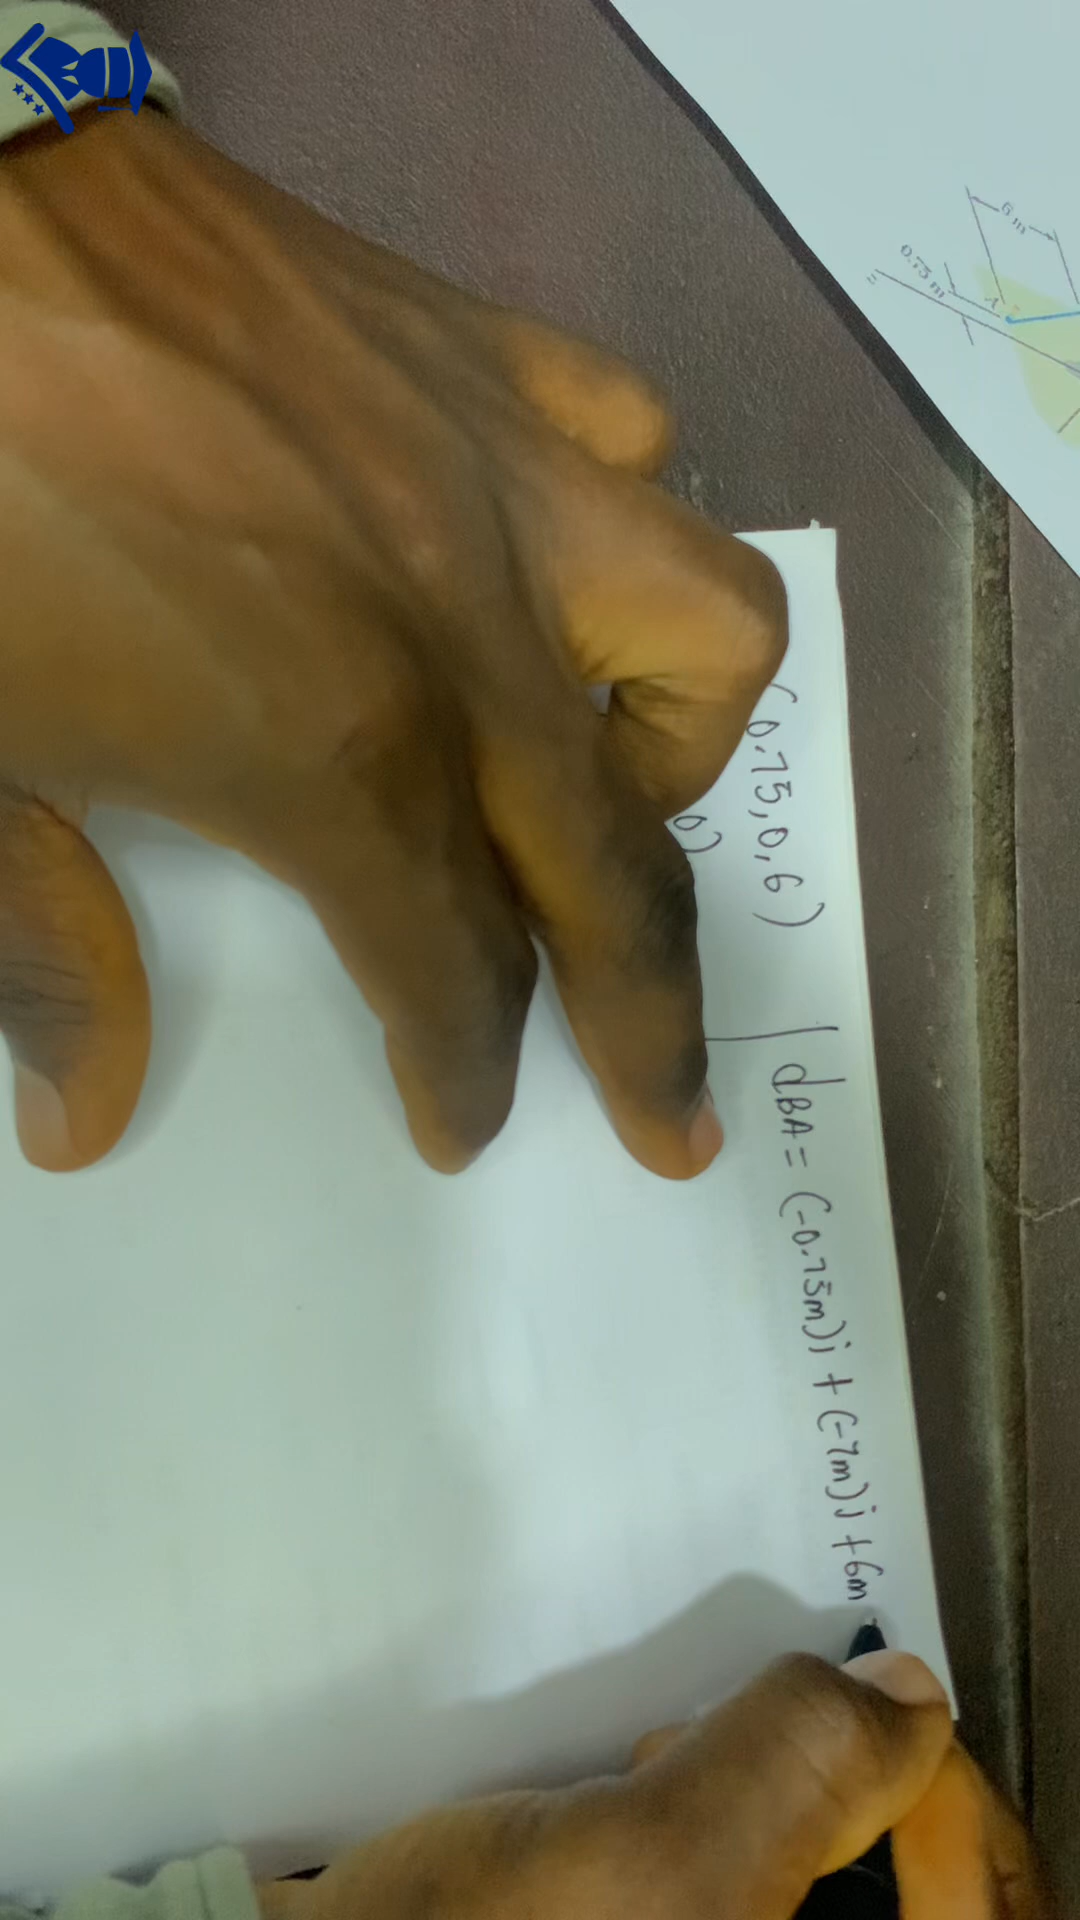 (0.75,0,6) | dBA = (-0.75m)i + (-7m)j + 6m
0)
6 m
0.75 m
A